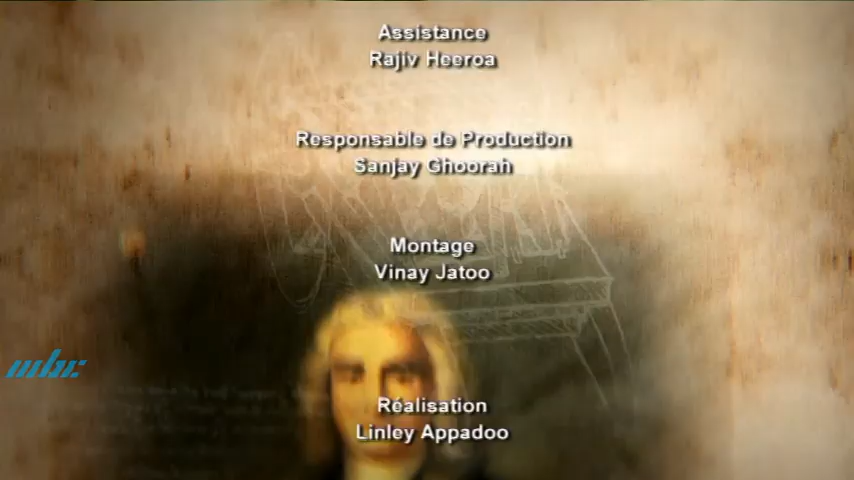 Assistance
Rajiv Heeroa
Responsable de Production
Sanjay Ghoorah
Montage
Vinay Jatoo
mbc
Réalisation
Linley Appadoo